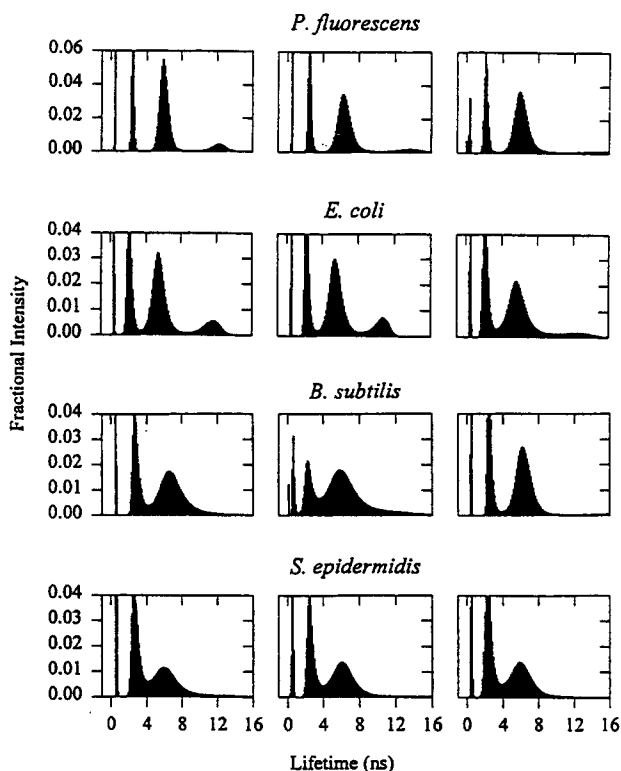 P. fluorescens
0.06
0.04
0.02
0.00
E. coli
0.04
0.03
0.02
0.01
0.00
B. subtilis
0.04
0.03
0.02
0.01
0.00
S. epidermidis
0.04
0.03
0.02
0.01
0.00
0 4 8 12 16 0 4 8 12 16 0 4 8 12 16
Lifetime (ns)
Fractional Intensity